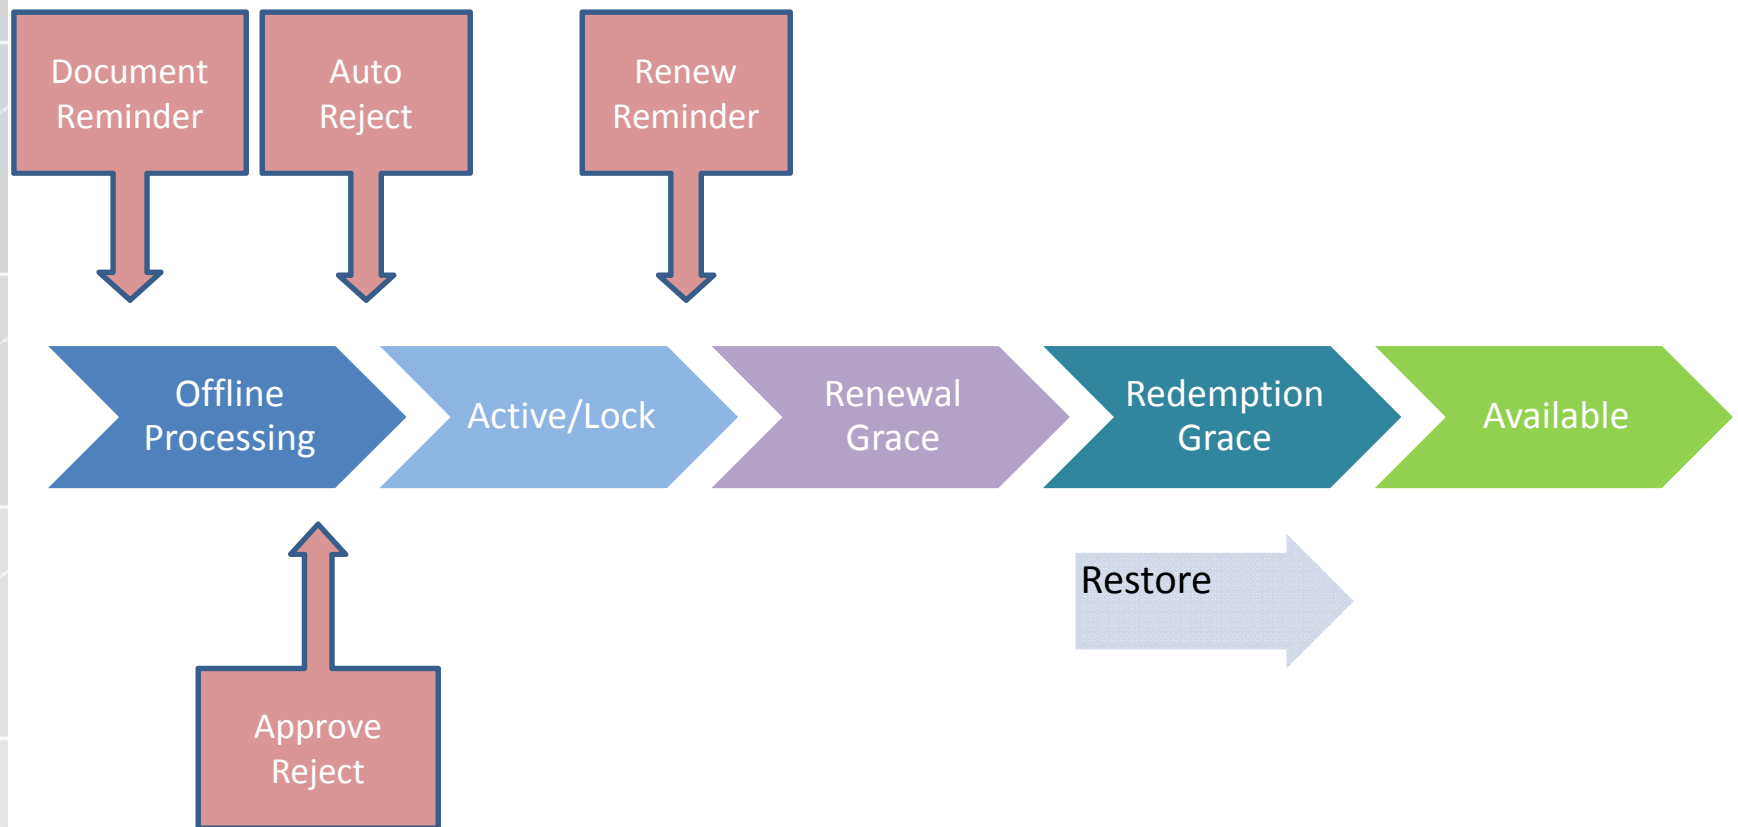 Document
Reminder
Auto
Reject
Renew
Reminder
Offline
Processing
Active/Lock
Renewal
Grace
Redemption
Grace
Available
Restore
Approve
Reject